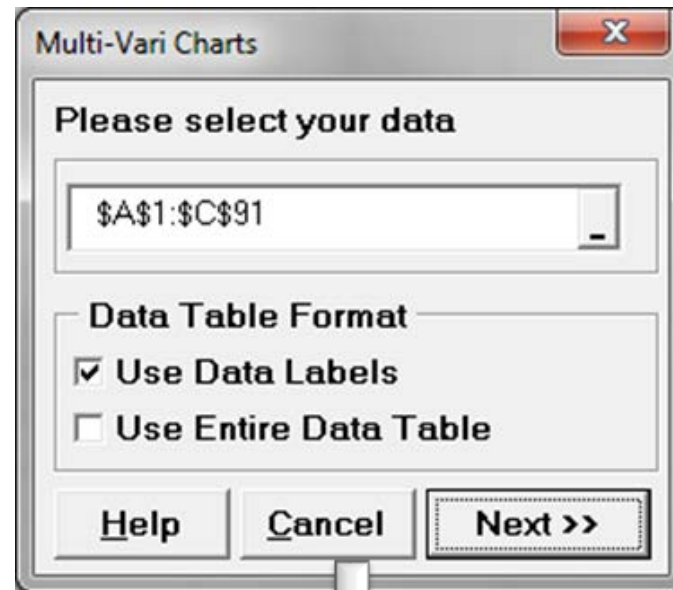 Multi-Vari Charts
Please select your data
$A$1:$C$91
Data Table Format
Use Data Labels
Use Entire Data Table
Help Cancel Next >>